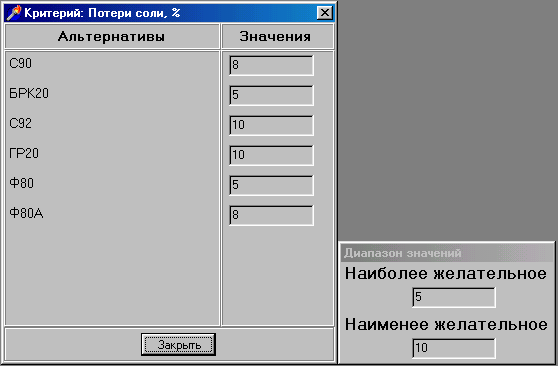 Критерий: Потери соли, %
Альтернативы Значения
С90 8
БРК20 5
С92 10
ГР20 10
Ф80 5
Ф80А 8
Закрыть
Диапазон значений
Наиболее желательное
5
Наименее желательное
10